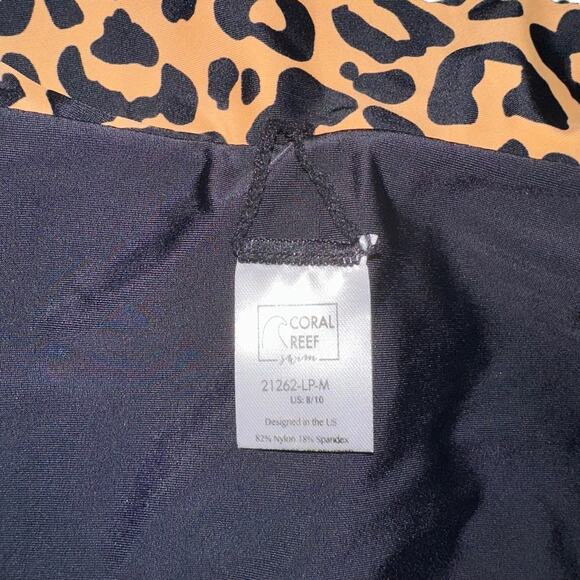 CORAL
REEF
swim
21262-LP-M
US: 8/10
Designed in the US
82% Nylon 18% Spandex